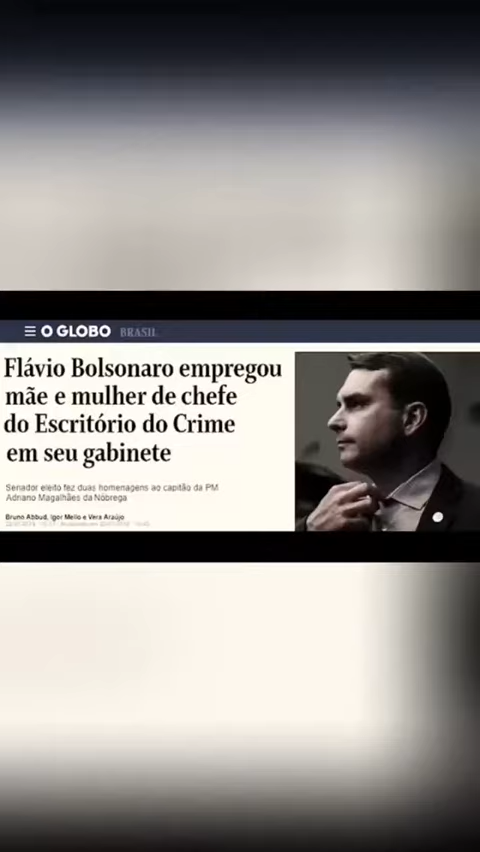 O GLOBO BRASIL
Flávio Bolsonaro empregou
mãe e mulher de chefe
do Escritório do Crime
em seu gabinete
Senador eleito fez duas homenagens ao capitão da PM
Adriano Magalhães da Nóbrega
Bruno Abbud, Igor Mello e Vera Araújo